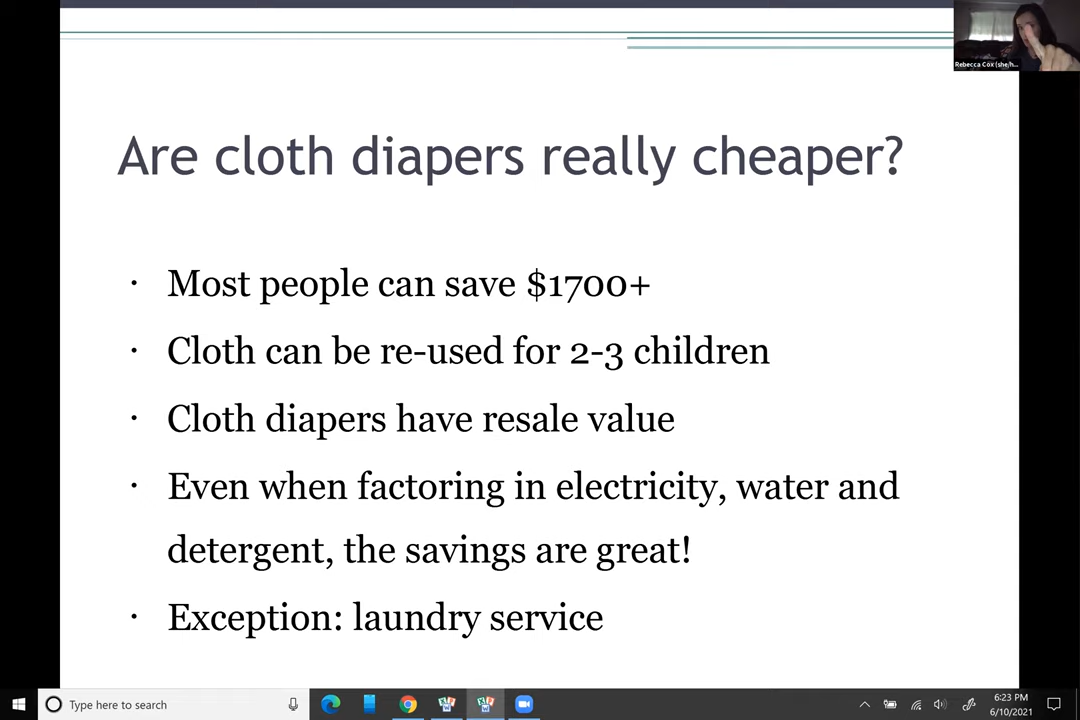 Rebecca Cox (she/h...
Are cloth diapers really cheaper?
· Most people can save $1700+
· Cloth can be re-used for 2-3 children
· Cloth diapers have resale value
· Even when factoring in electricity, water and
detergent, the savings are great!
· Exception: laundry service
Type here to search
6:23 PM
6/10/2021